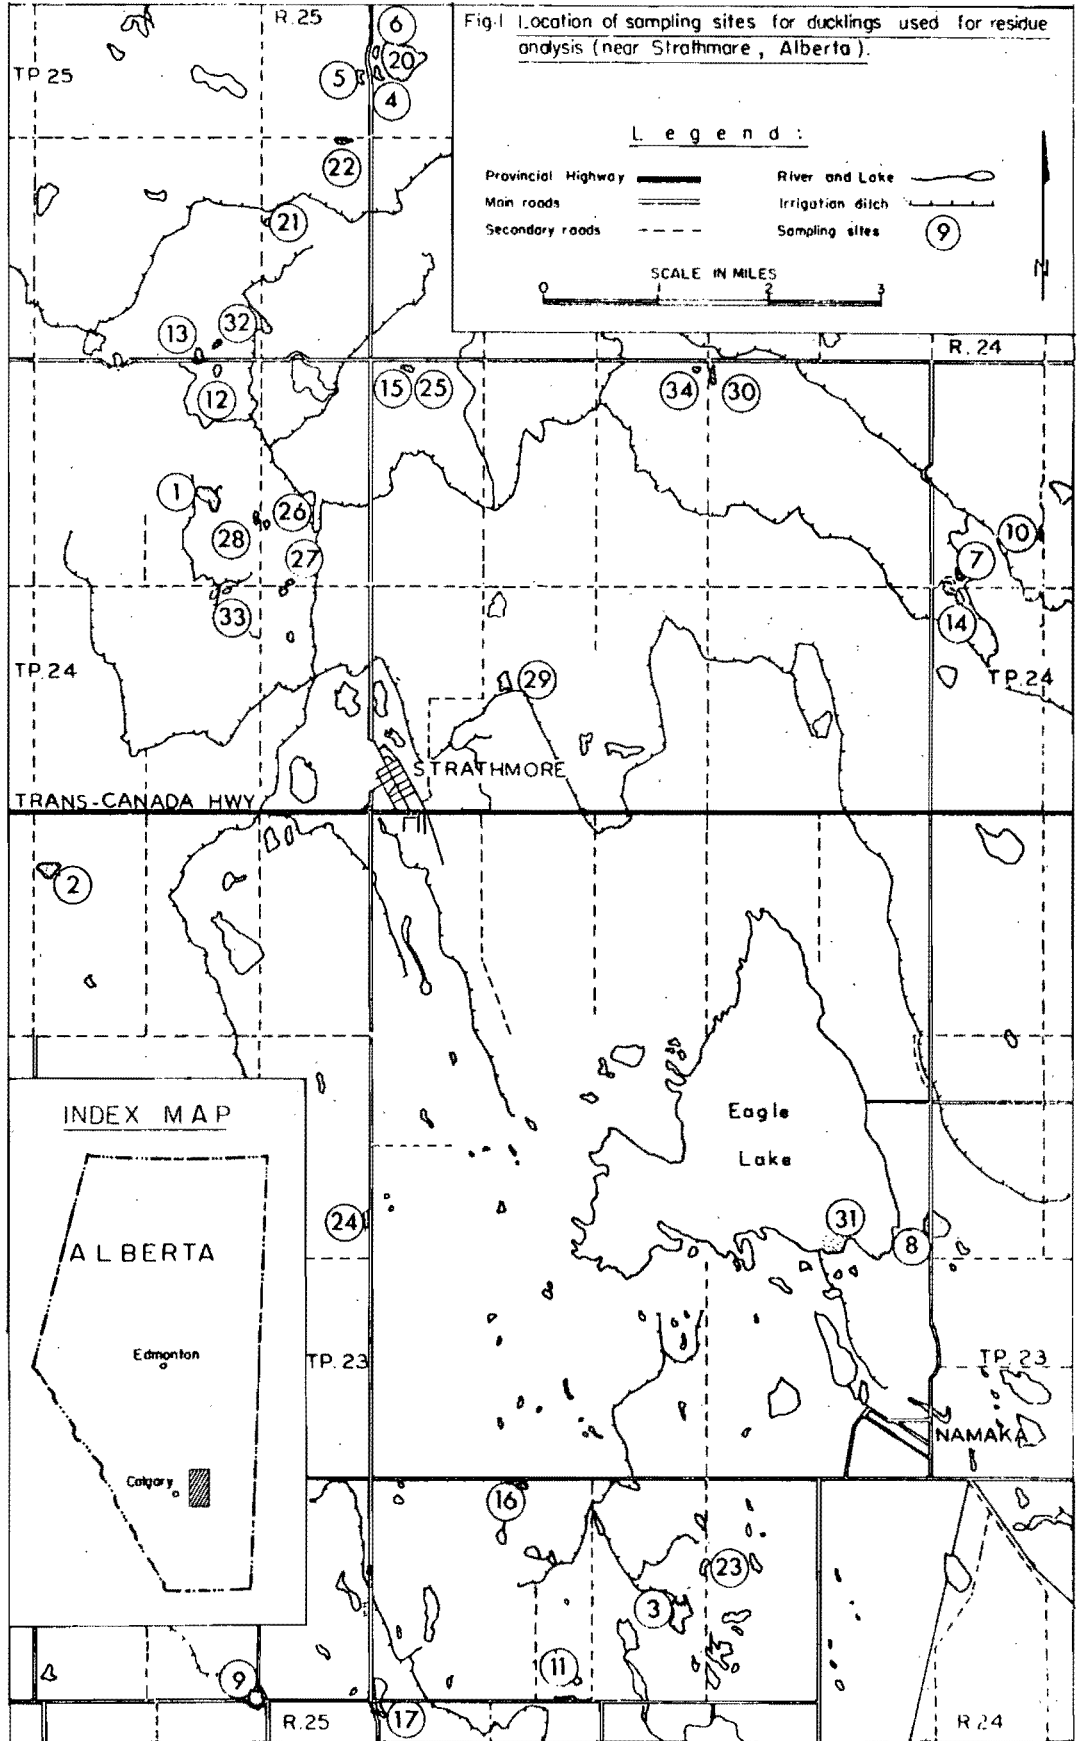 R.25
Fig.1 Location of sampling sites for ducklings used for residue
analysis (near Strathmore, Alberta).
6
20
TP 25
5
4
22
21
Legend:
Provincial Highway
River and Lake
Main roads
Irrigation ditch
Secondary roads
Sampling sites 9
SCALE IN MILES
0 1 2 3
N
32
13
R. 24
12
15
25
34
30
1
26
28
27
10
7
33
14
TP.24
TP.24
29
STRATHMORE
TRANS-CANADA HWY
2
INDEX MAP
Eagle
Lake
24
31
8
ALBERTA
Edmonton
TP.23
TP.23
NAMAKA
Calgary
16
23
3
11
9
17
R.25
R 24